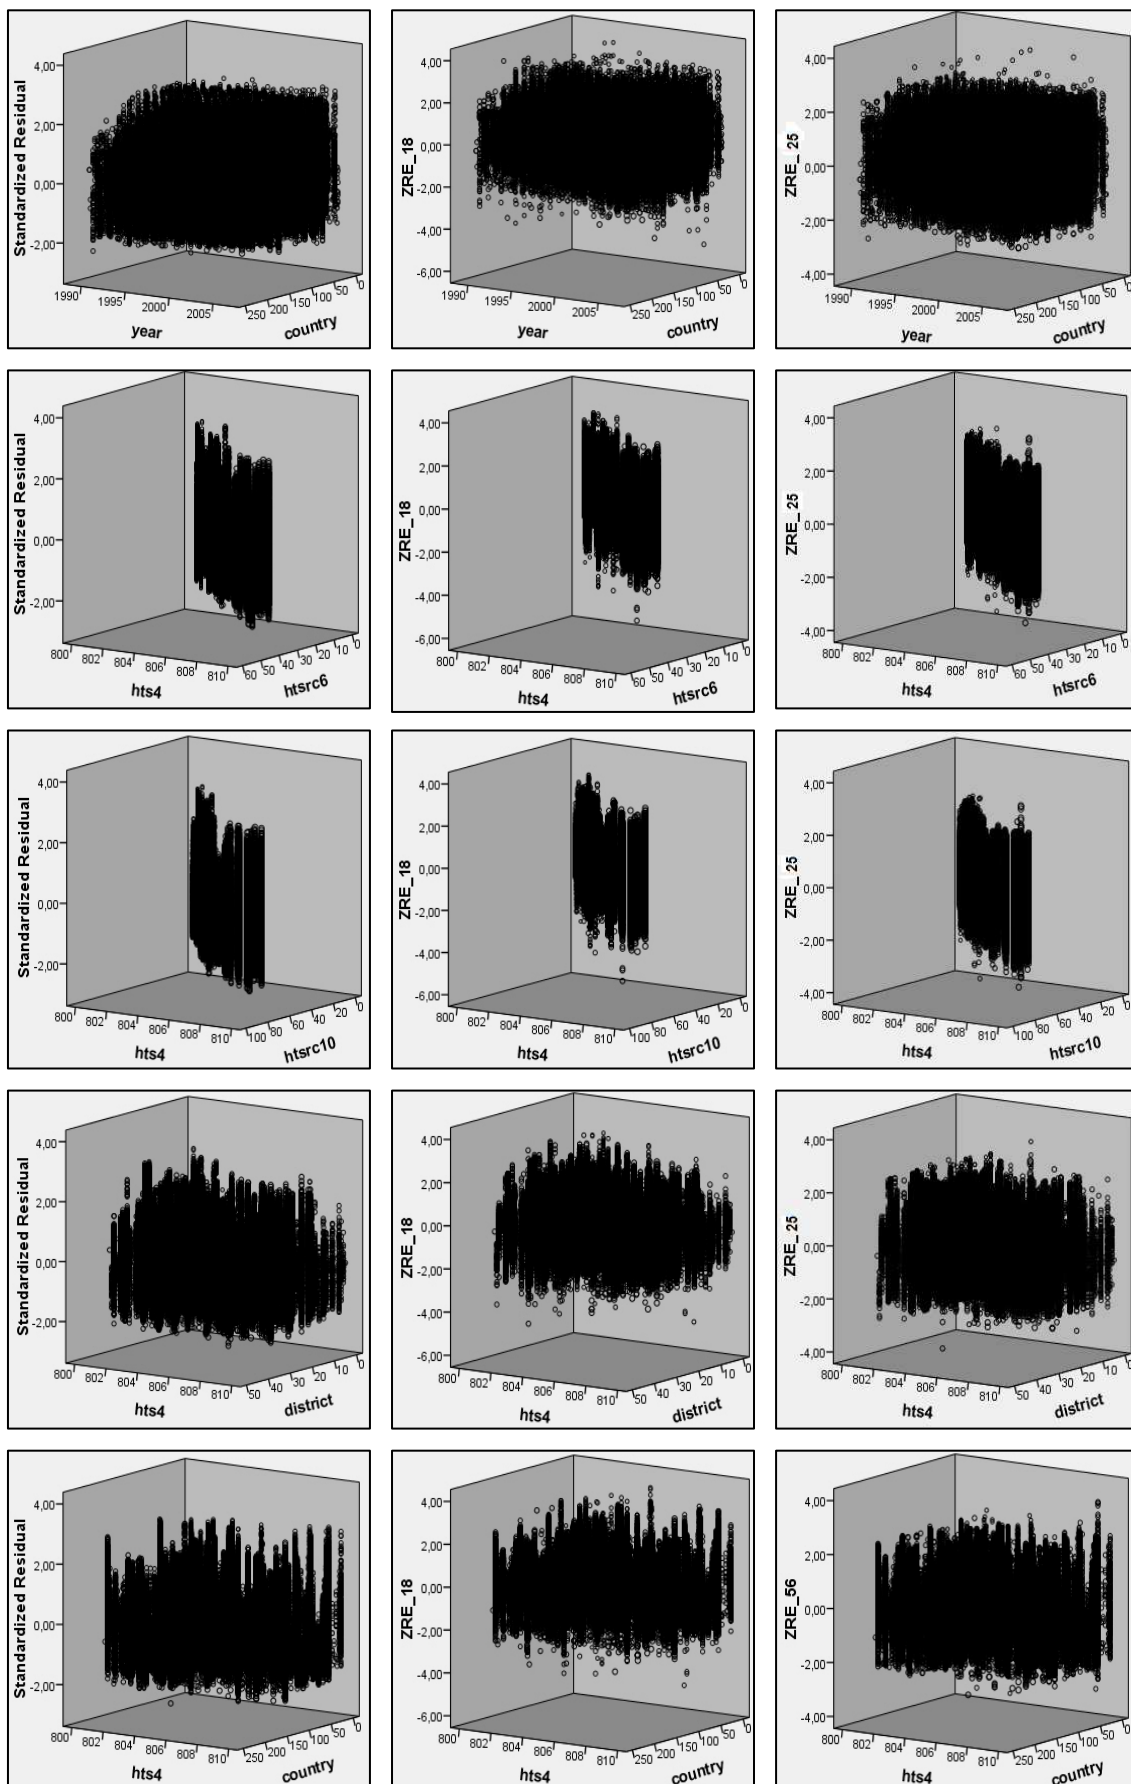 Standardized Residual
4,00
2,00
0,00
-2,00
1990 1995 2000 2005 250 200 150 100 50 0
year country
ZRE_18
4,00
2,00
0,00
-2,00
-4,00
-6,00
1990 1995 2000 2005 250 200 150 100 50 0
year country
ZRE_25
4,00
2,00
0,00
-2,00
-4,00
1990 1995 2000 2005 250 200 150 100 50 0
year country
Standardized Residual
4,00
2,00
0,00
-2,00
800 802 804 806 808 810 60 50 40 30 20 10 0
hts4 htsrc6
ZRE_18
4,00
2,00
0,00
-2,00
-4,00
-6,00
800 802 804 806 808 810 60 50 40 30 20 10 0
hts4 htsrc6
ZRE_25
4,00
2,00
0,00
-2,00
-4,00
800 802 804 806 808 810 60 50 40 30 20 10 0
hts4 htsrc6
Standardized Residual
4,00
2,00
0,00
-2,00
800 802 804 806 808 810 100 80 60 40 20 0
hts4 htsrc10
ZRE_18
4,00
2,00
0,00
-2,00
-4,00
-6,00
800 802 804 806 808 810 100 80 60 40 20 0
hts4 htsrc10
ZRE_25
4,00
2,00
0,00
-2,00
-4,00
800 802 804 806 808 810 100 80 60 40 20 0
hts4 htsrc10
Standardized Residual
4,00
2,00
0,00
-2,00
800 802 804 806 808 810 50 40 30 20 10 0
hts4 district
ZRE_18
4,00
2,00
0,00
-2,00
-4,00
-6,00
800 802 804 806 808 810 50 40 30 20 10 0
hts4 district
ZRE_25
4,00
2,00
0,00
-2,00
-4,00
800 802 804 806 808 810 50 40 30 20 10 0
hts4 district
Standardized Residual
4,00
2,00
0,00
-2,00
800 802 804 806 808 810 250 200 150 100 50 0
hts4 country
ZRE_18
4,00
2,00
0,00
-2,00
-4,00
-6,00
800 802 804 806 808 810 250 200 150 100 50 0
hts4 country
ZRE_56
4,00
2,00
0,00
-2,00
-4,00
800 802 804 806 808 810 250 200 150 100 50 0
hts4 country